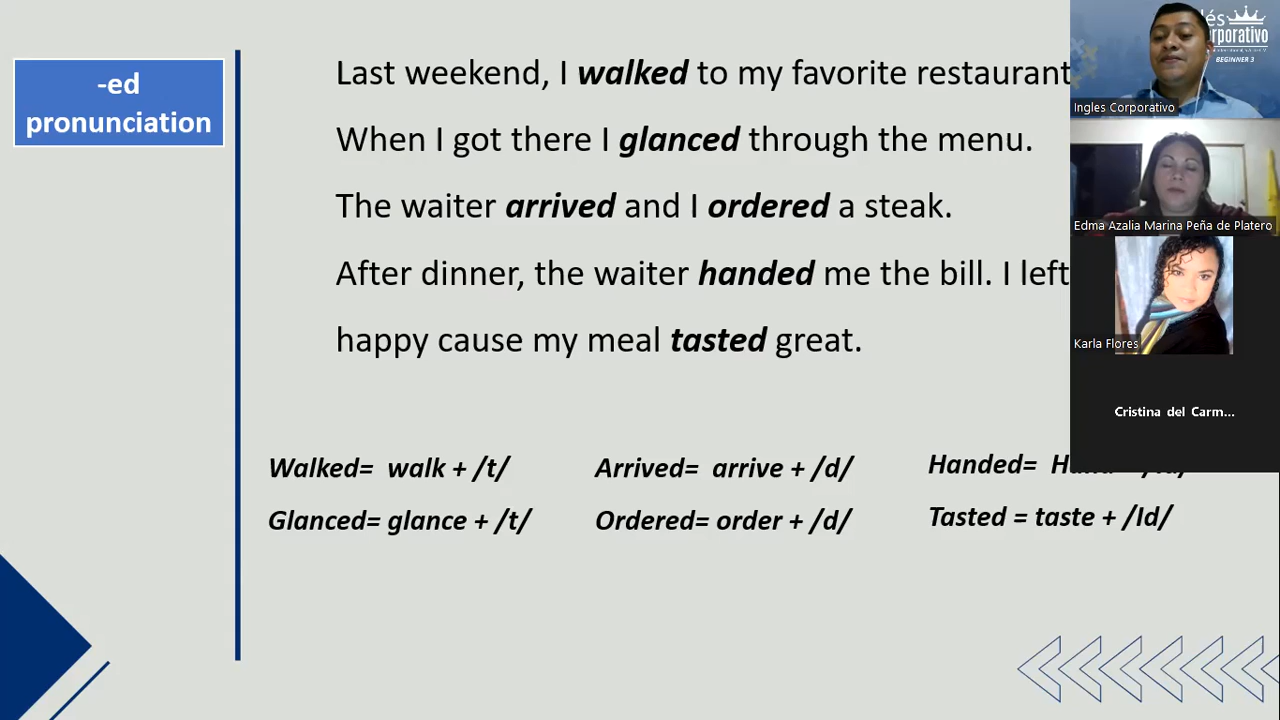 -ed
pronunciation
Last weekend, I walked to my favorite restaurant
When I got there I glanced through the menu.
The waiter arrived and I ordered a steak.
After dinner, the waiter handed me the bill. I left
happy cause my meal tasted great.
Walked= walk + /t/
Glanced= glance + /t/
Arrived= arrive + /d/
Ordered= order + /d/
Handed=
Tasted = taste + /Id/
BEGINNER 3
Ingles Corporativo
Edma Azalia Marina Peña de Platero
Karla Flores
Cristina del Carm...